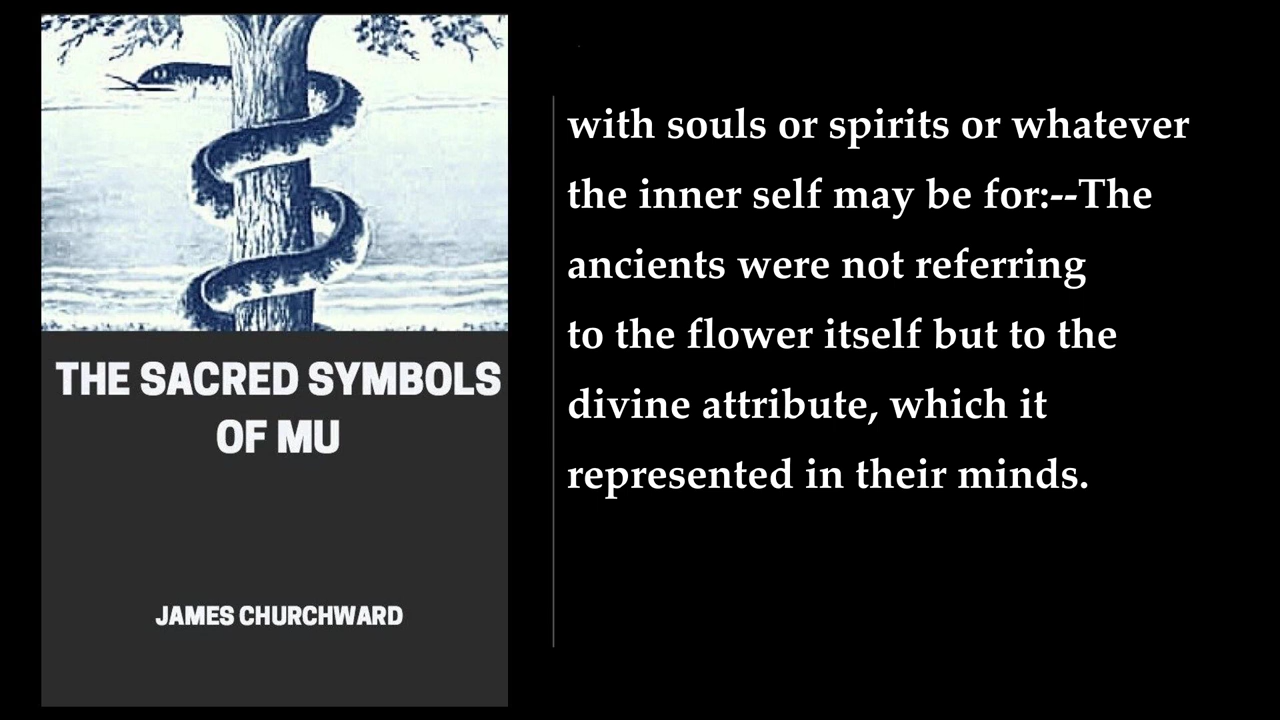 THE SACRED SYMBOLS
OF MU
JAMES CHURCHWARD
with souls or spirits or whatever
the inner self may be for:--The
ancients were not referring
to the flower itself but to the
divine attribute, which it
represented in their minds.